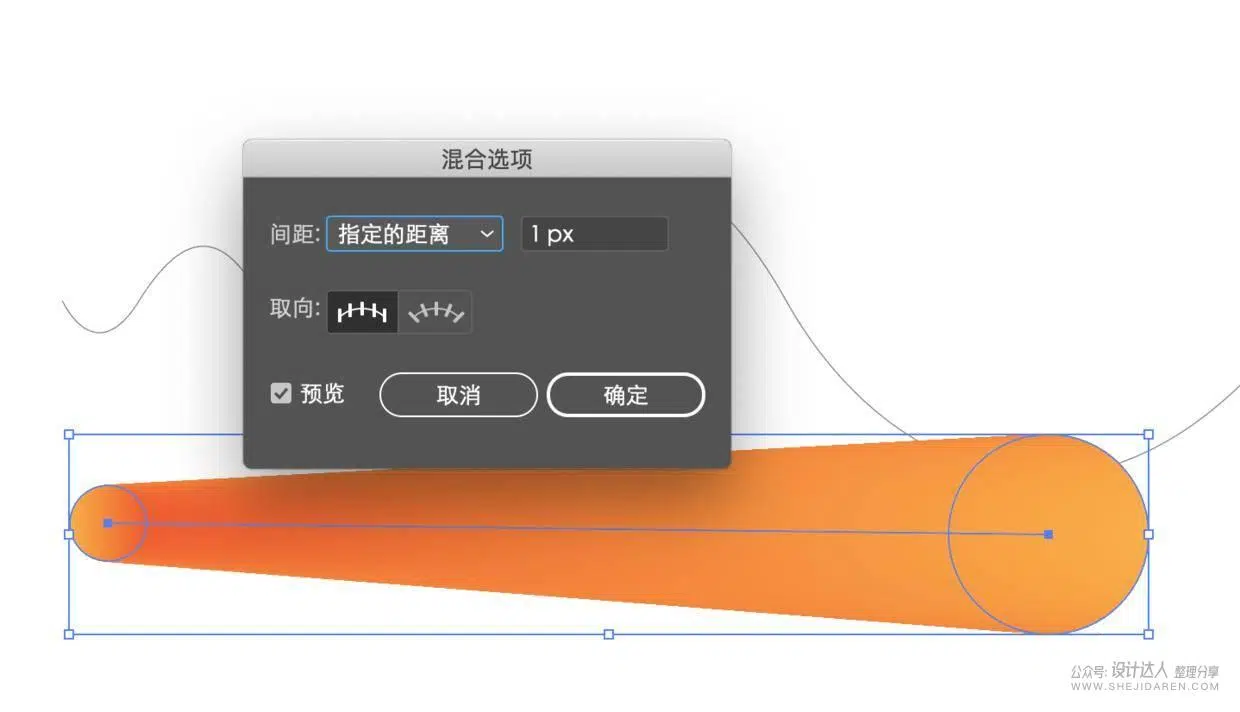 混合选项
间距: 指定的距离 1 px
取向:
预览 取消 确定
公众号: 设计达人 整理分享
WWW.SHEJIDAREN.COM